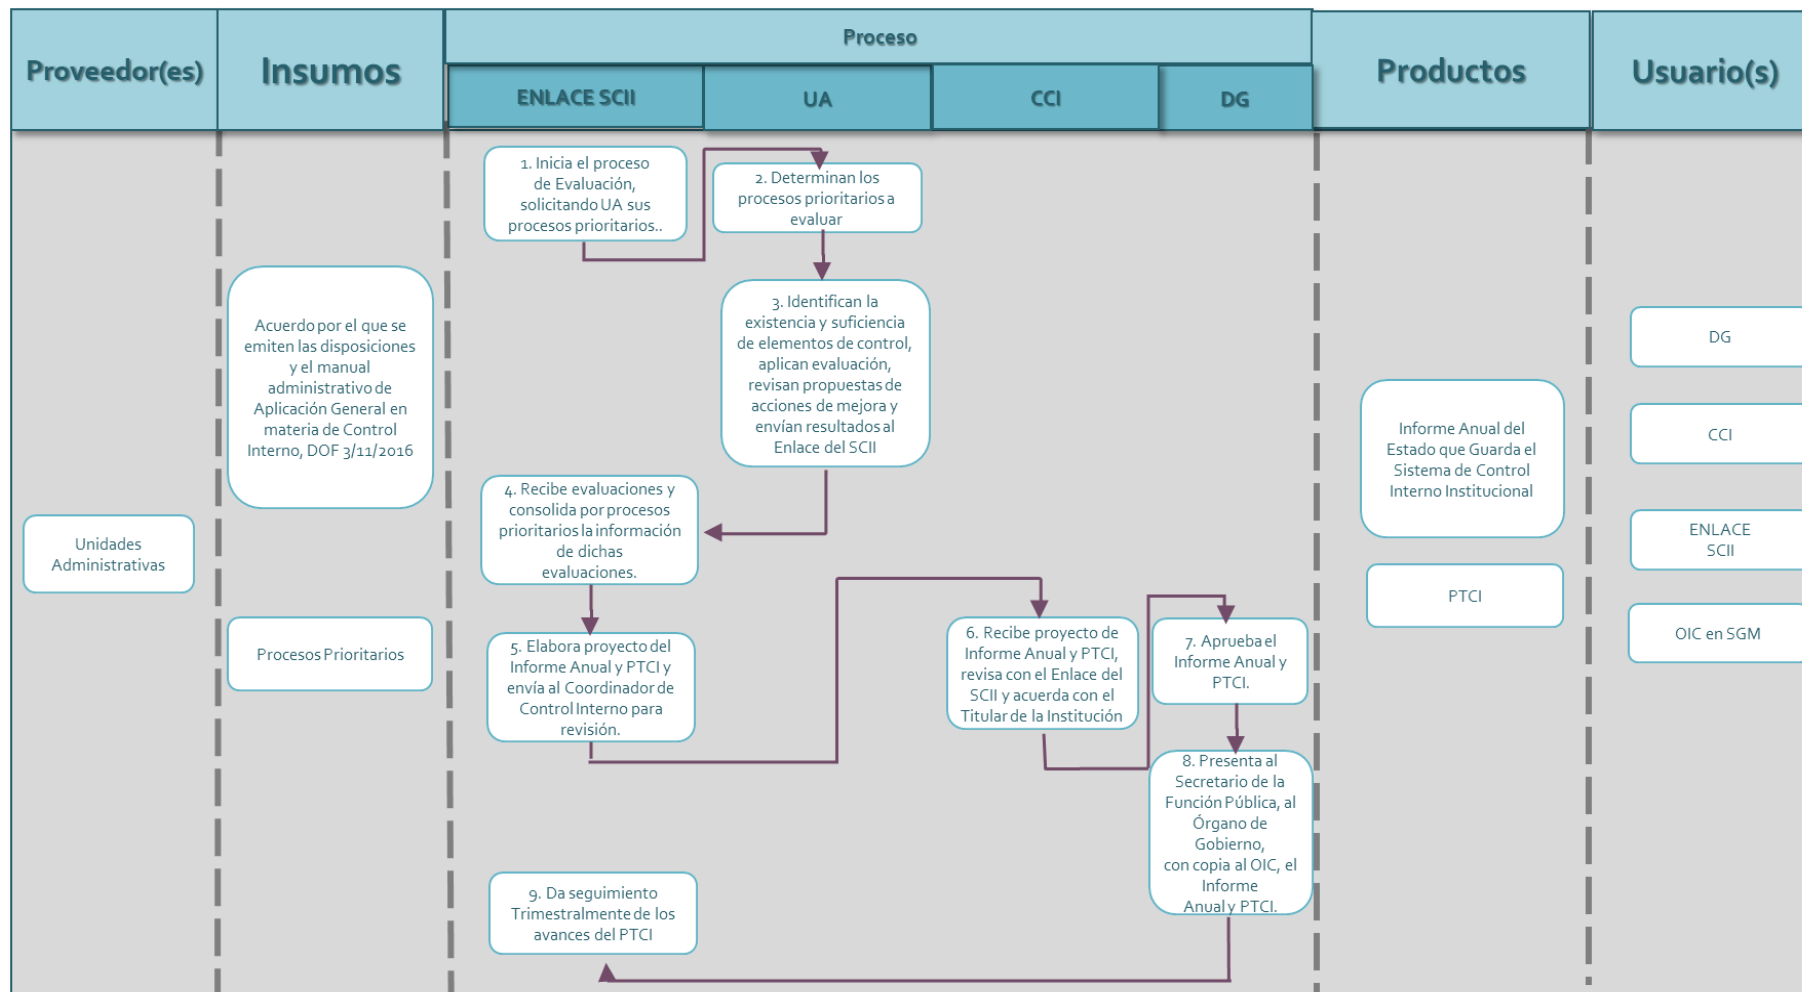 Proveedor(es)
Insumos
Proceso
ENLACE SCII
UA
CCI
DG
Productos
Usuario(s)
1. Inicia el proceso
de Evaluación,
solicitando UA sus
procesos prioritarios..
2. Determinan los
procesos prioritarios a
evaluar
3. Identifican la
existencia y suficiencia
de elementos de control,
aplican evaluación,
revisan propuestas de
acciones de mejora y
envían resultados al
Enlace del SCII
4. Recibe evaluaciones y
consolida por procesos
prioritarios la información
de dichas
evaluaciones.
5. Elabora proyecto del
Informe Anual y PTCI y
envía al Coordinador de
Control Interno para
revisión.
6. Recibe proyecto de
Informe Anual y PTCI,
revisa con el Enlace del
SCII y acuerda con el
Titular de la Institución
7. Aprueba el
Informe Anual y
PTCI.
8. Presenta al
Secretario de la
Función Pública, al
Órgano de
Gobierno,
con copia al OIC, el
Informe
Anual y PTCI.
9. Da seguimiento
Trimestralmente de los
avances del PTCI
Unidades
Administrativas
Acuerdo por el que se
emiten las disposiciones
y el manual
administrativo de
Aplicación General en
materia de Control
Interno, DOF 3/11/2016
Procesos Prioritarios
Informe Anual del
Estado que Guarda el
Sistema de Control
Interno Institucional
PTCI
DG
CCI
ENLACE
SCII
OIC en SGM